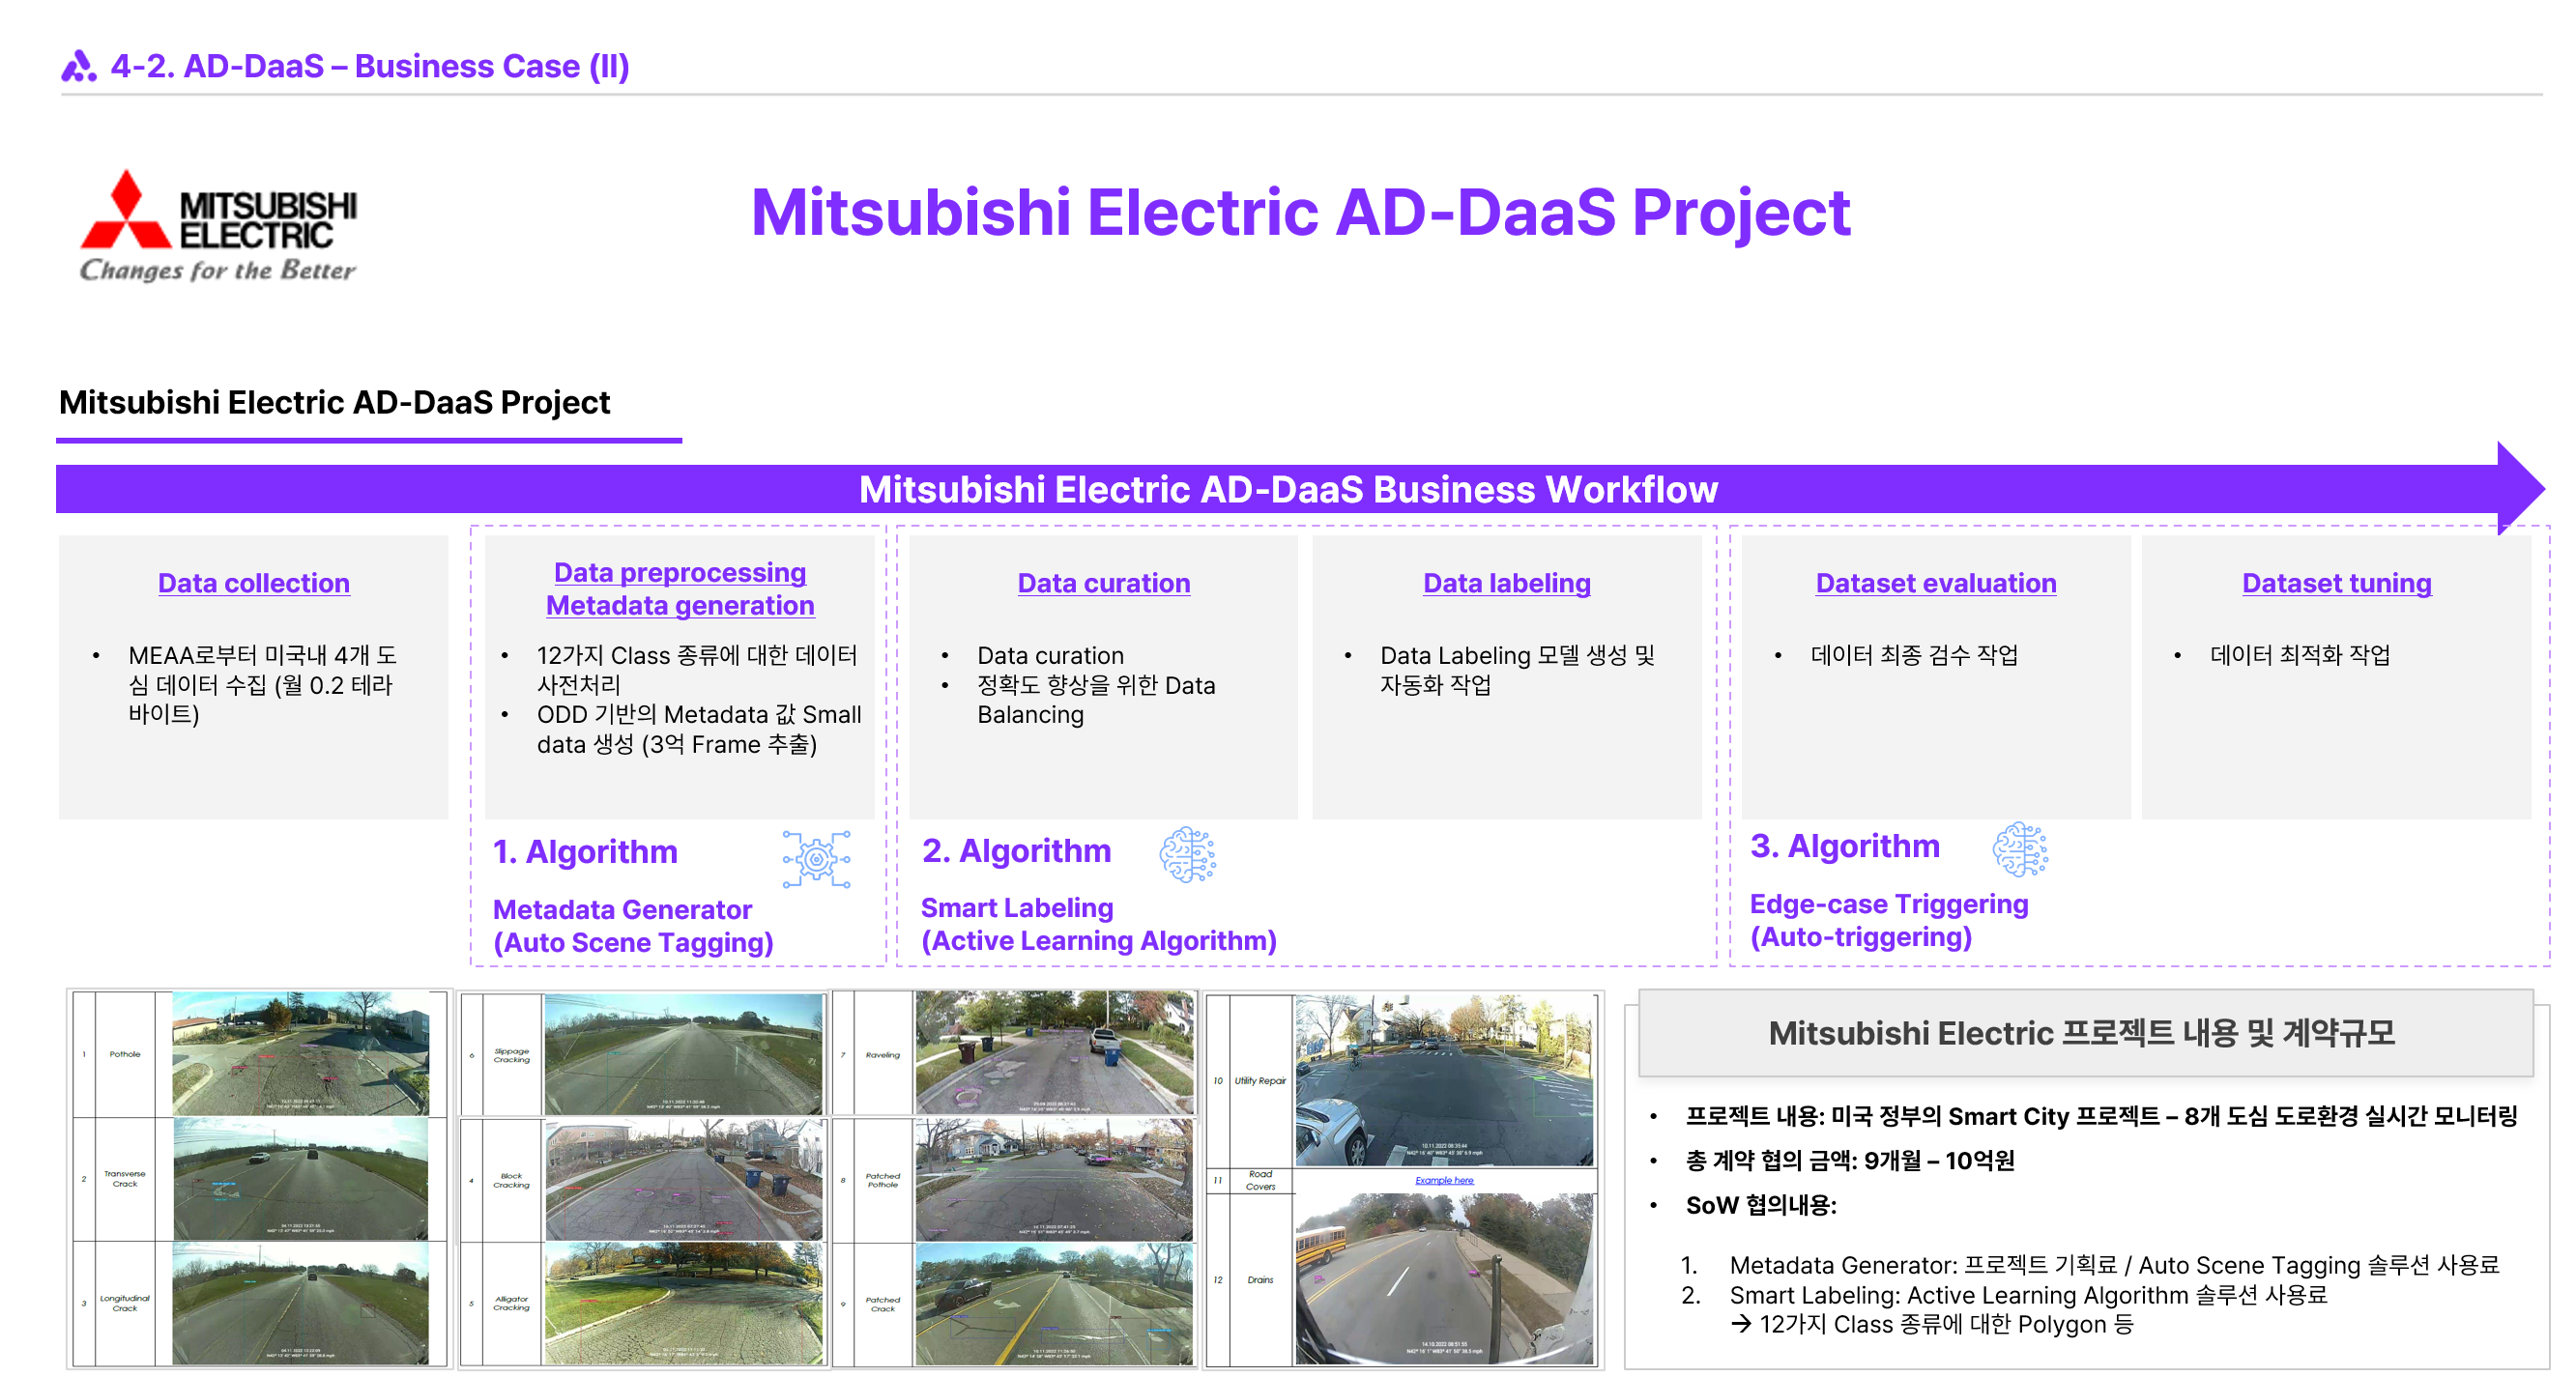 4-2. AD-DaaS – Business Case (II)
MITSUBISHI
ELECTRIC
Changes for the Better
Mitsubishi Electric AD-DaaS Project
Mitsubishi Electric AD-DaaS Project
Mitsubishi Electric AD-DaaS Business Workflow
Data collection
• MEAA로부터 미국내 4개 도
심 데이터 수집 (월 0.2 테라
바이트)
Data preprocessing
Metadada generation
• 12가지 Class 종류에 대한 데이터
사전처리
• ODD 기반의 Metadata 값 Small
data 생성 (3억 Frame 추출)
1. Algorithm
Metadata Generator
(Auto Scene Tagging)
Data curation
• Data curation
• 정확도 향상을 위한 Data
Balancing
Data labeling
• Data Labeling 모델 생성 및
자동화 작업
2. Algorithm
Smart Labeling
(Active Learning Algorithm)
Dataset evaluation
• 데이터 최종 검수 작업
Dataset tuning
• 데이터 최적화 작업
3. Algorithm
Edge-case Triggering
(Auto-triggering)
1 Pothole
2 Transverse
Crack
3 Longitudinal
Crack
6 Slippage
Cracking
4 Block
Cracking
5 Alligator
Cracking
7 Raveling
8 Patched
Pothole
9 Patched
Crack
10 Utility Repair
11 Road
Covers
Example here
12 Drains
Mitsubishi Electric 프로젝트 내용 및 계약규모
• 프로젝트 내용: 미국 정부의 Smart City 프로젝트 – 8개 도심 도로환경 실시간 모니터링
• 총 계약 협의 금액: 9개월 – 10억원
• SoW 협의내용:
1. Metadata Generator: 프로젝트 기획료 / Auto Scene Tagging 솔루션 사용료
2. Smart Labeling: Active Learning Algorithm 솔루션 사용료
→ 12가지 Class 종류에 대한 Polygon 등